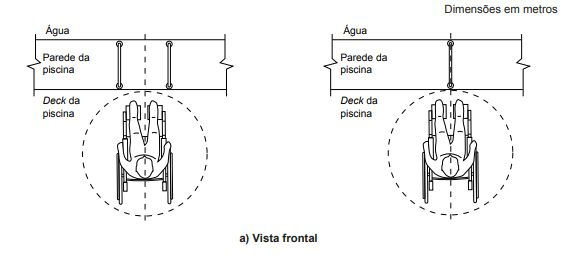 Dimensões em metros
Água
Parede da
piscina
Deck da
piscina
Água
Parede da
piscina
Deck da
piscina
a) Vista frontal